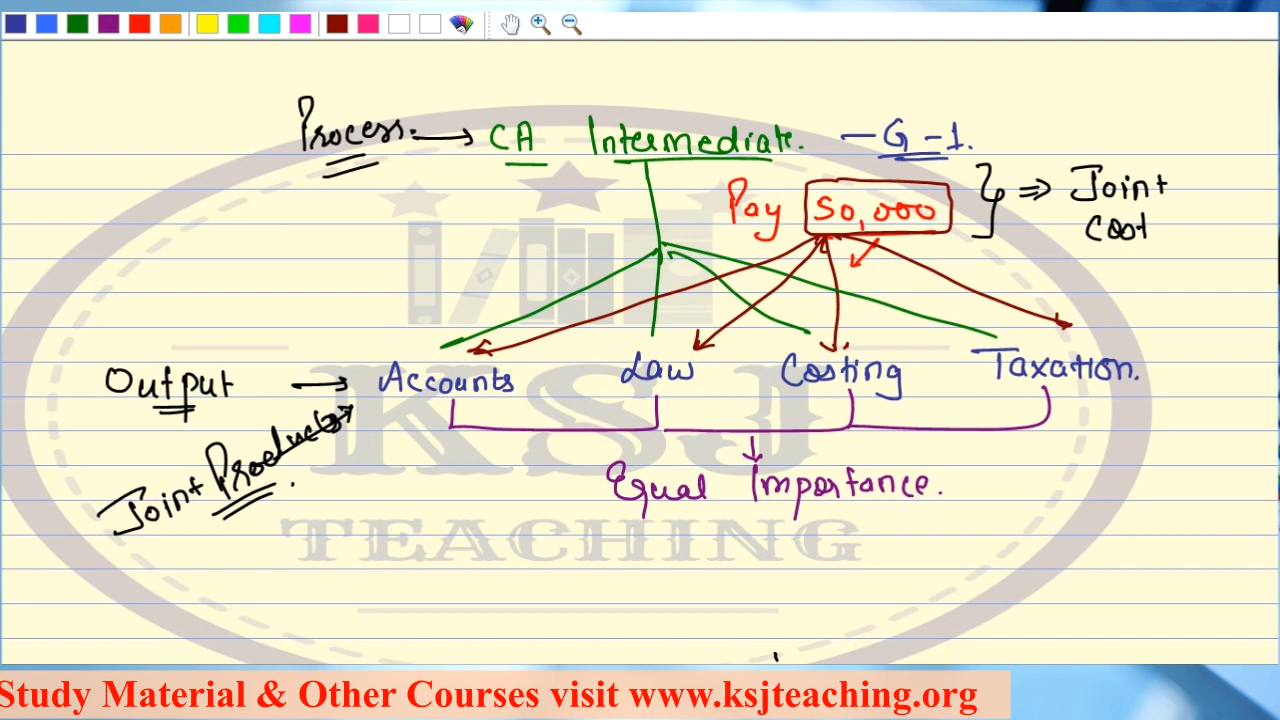 Process. → CA Intermediate. — G-1.
Pay 50,000 } ⇒ Joint Cost
Output → Accounts Law Costing Taxation.
Joint Products
Equal Importance.
KSJ
TEACHING
Study Material & Other Courses visit www.ksjteaching.org